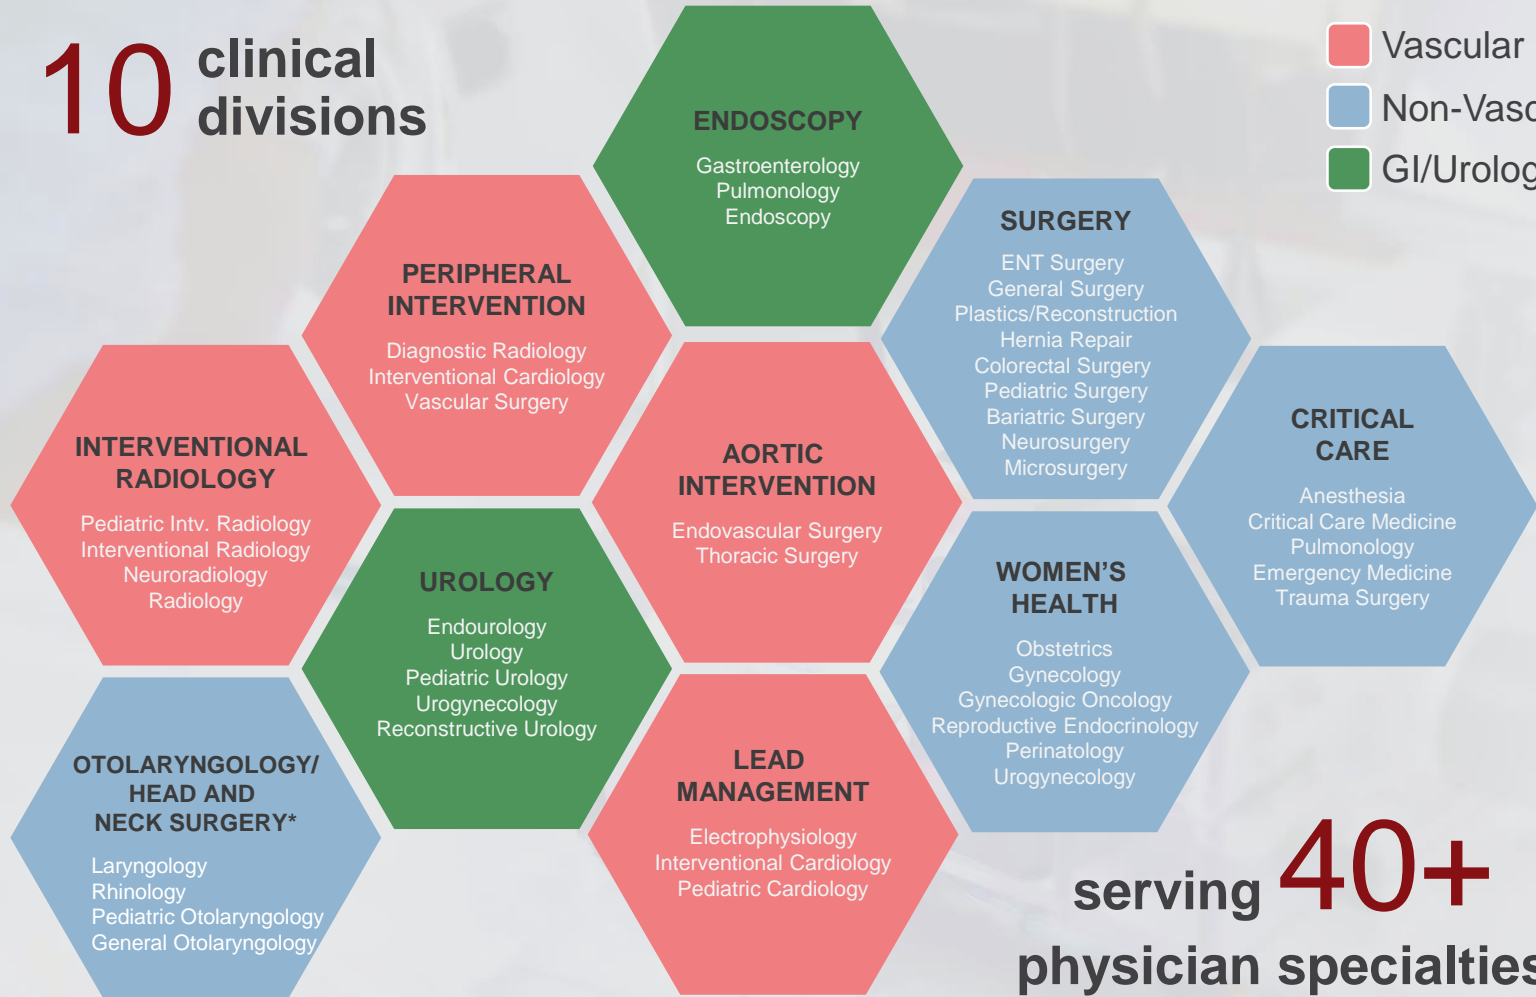 10 clinical
divisions
Vascular
ENDOSCOPY
Gastroenterology
Pulmonology
Endoscopy
PERIPHERAL
INTERVENTION
Diagnostic Radiology
Interventional Cardiology
Vascular Surgery
SURGERY
ENT Surgery
General Surgery
Plastics/Reconstruction
Hernia Repair
Colorectal Surgery
Pediatric Surgery
Bariatric Surgery
Neurosurgery
Microsurgery
INTERVENTIONAL
RADIOLOGY
Pediatric Intv. Radiology
Interventional Radiology
Neuroradiology
Radiology
AORTIC
INTERVENTION
Endovascular Surgery
Thoracic Surgery
CRITICAL
CARE
Anesthesia
Critical Care Medicine
Pulmonology
Emergency Medicine
Trauma Surgery
UROLOGY
Endourology
Urology
Pediatric Urology
Urogynecology
Reconstructive Urology
WOMEN’S
HEALTH
Obstetrics
Gynecology
Gynecologic Oncology
Reproductive Endocrinology
Perinatology
Urogynecology
OTOLARYNGOLOGY/
HEAD AND
NECK SURGERY*
Laryngology
Rhinology
Pediatric Otolaryngology
General Otolaryngology
LEAD
MANAGEMENT
Electrophysiology
Interventional Cardiology
Pediatric Cardiology
serving 40+
physician specialties